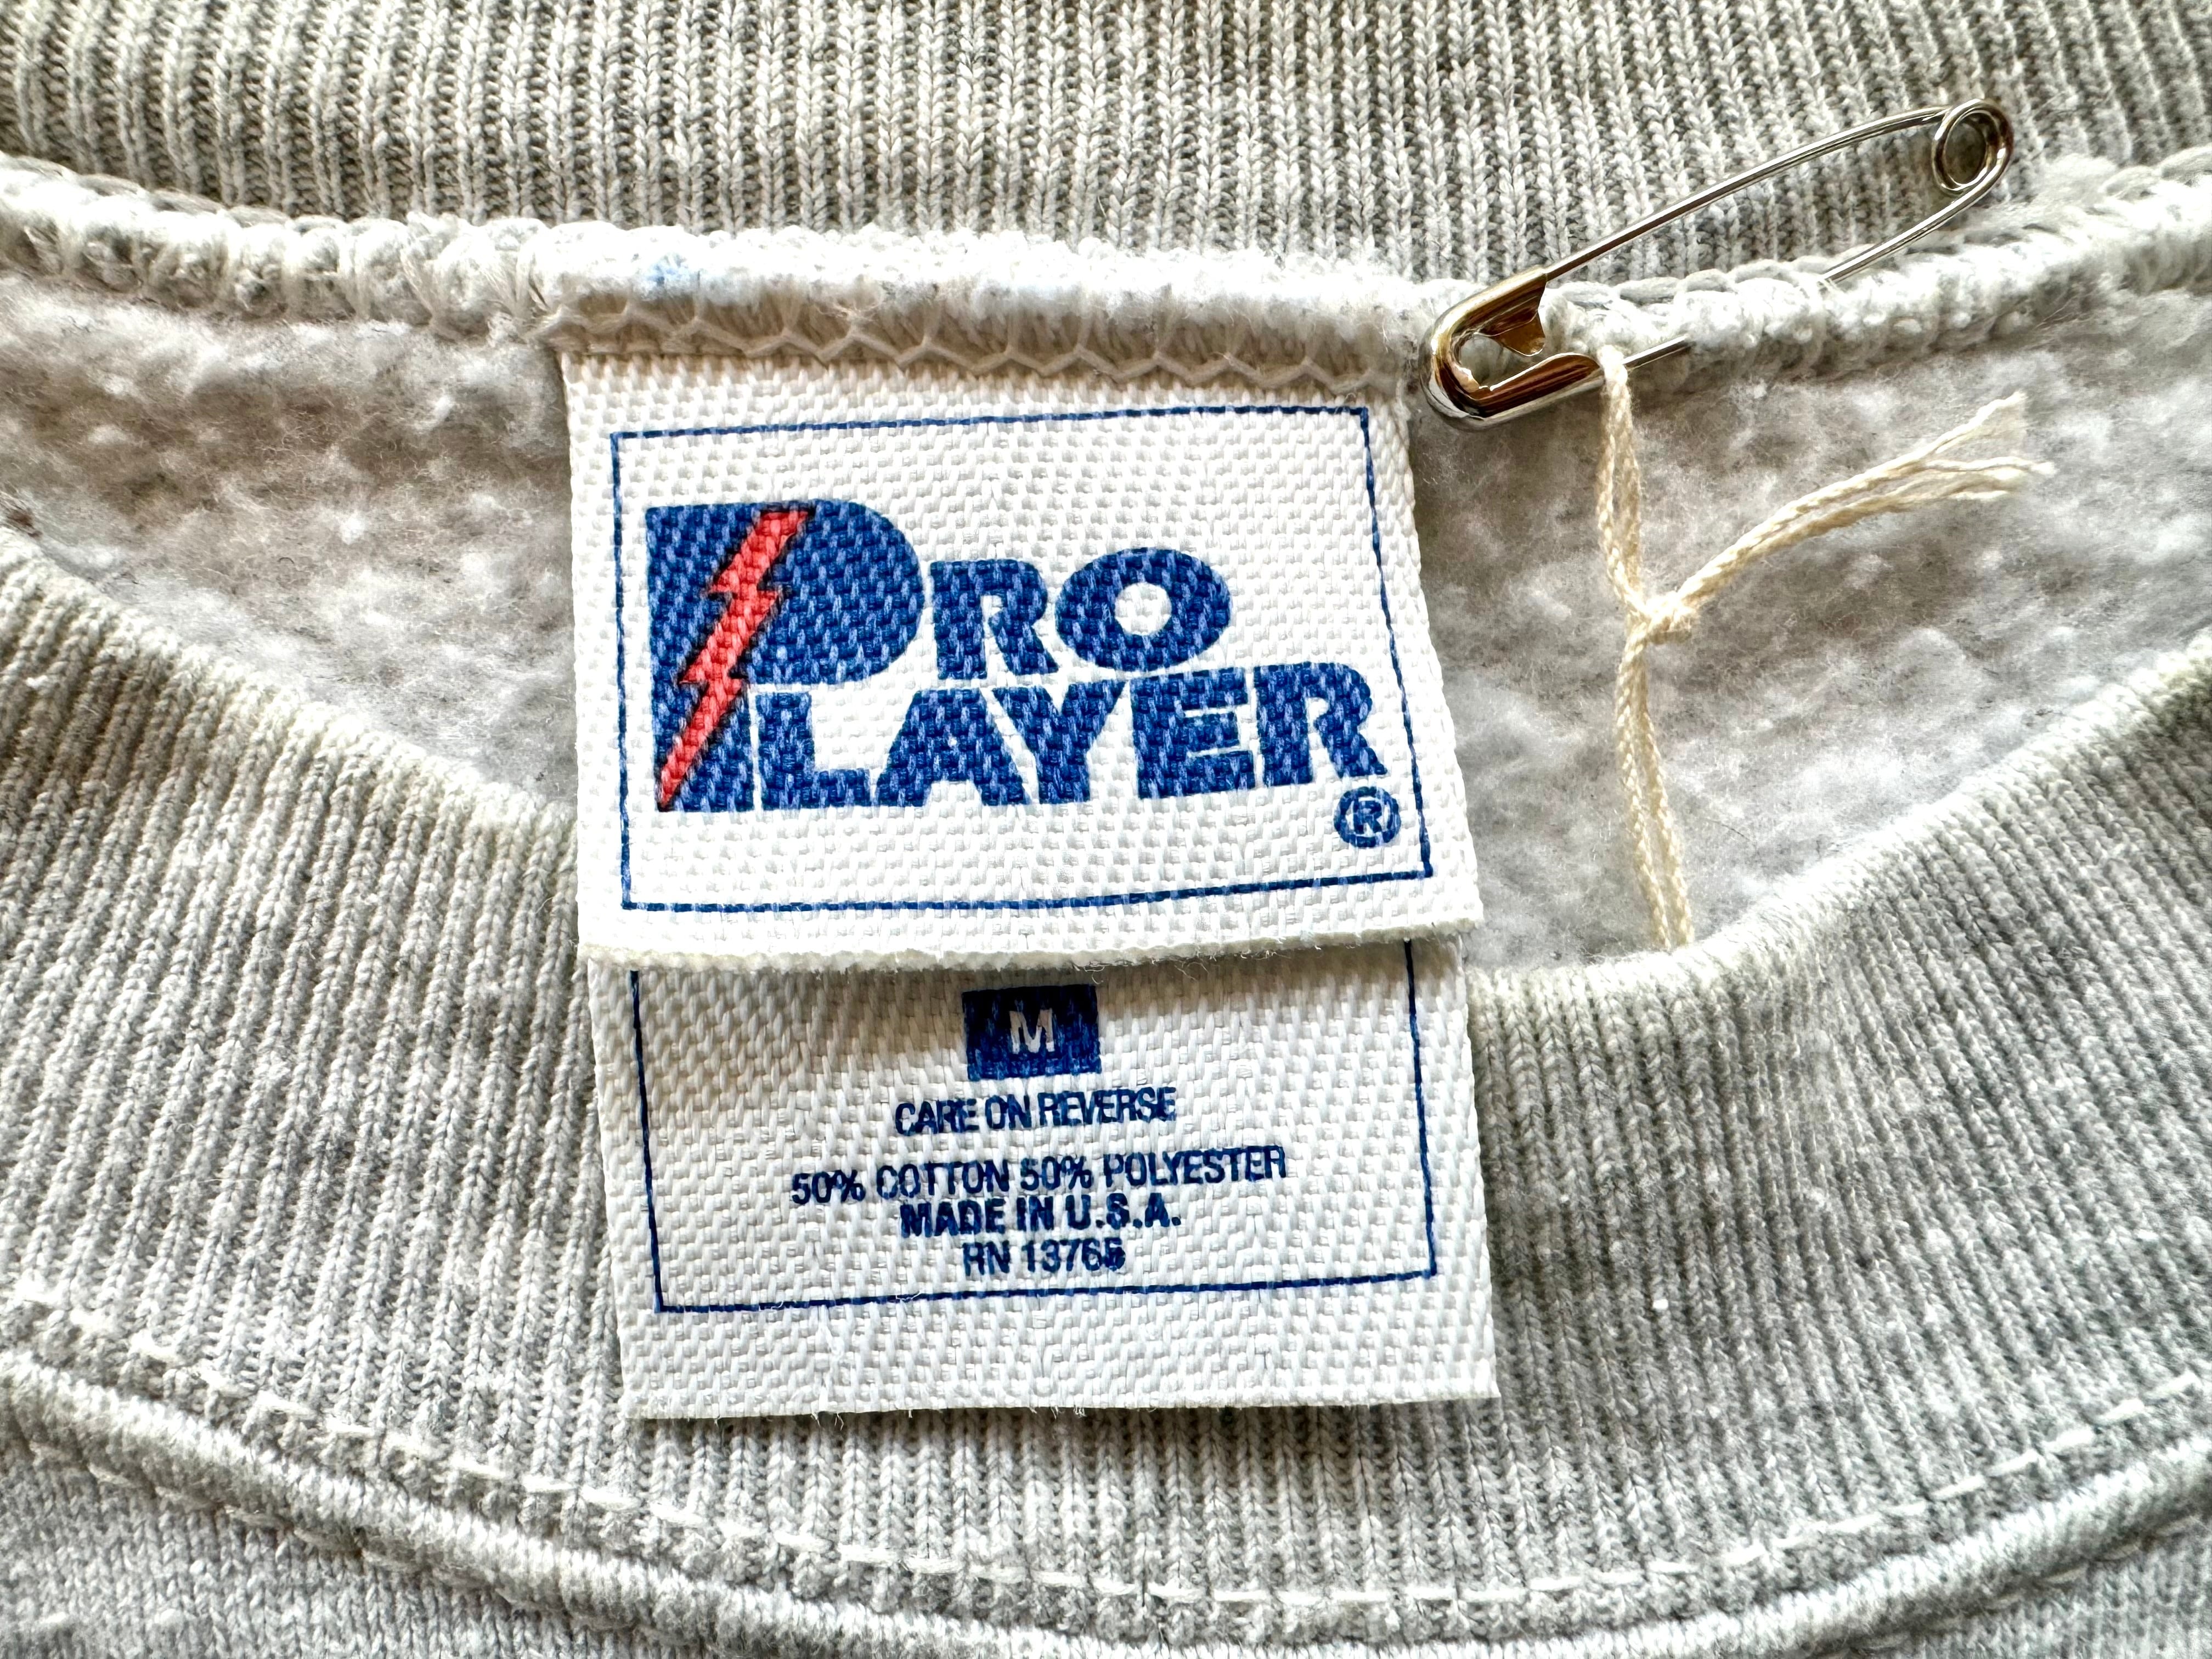 PRO
PLAYER
®
M
CARE ON REVERSE
50% COTTON 50% POLYESTER
MADE IN U.S.A.
RN 13765